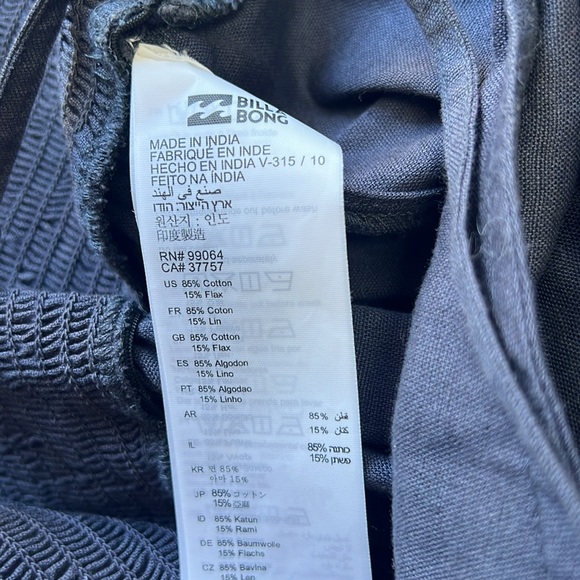 BILLABONG
MADE IN INDIA
FABRIQUÉ EN INDE
HECHO EN INDIA V-315 / 10
FEITO NA ÍNDIA
صنع في الهند
ארץ הייצור: הודו
원산지 : 인도
印度製造
RN# 99064
CA# 37757
US 85% Cotton
15% Flax
FR 85% Coton
15% Lin
GB 85% Cotton
15% Flax
ES 85% Algodon
15% Lino
PT 85% Algodao
15% Linho
AR 85% قطن
15% كتان
IL 85% כותנה
15% פשתן
KR 면 85%
아마 15%
JP 85% コットン
15% 亞麻
ID 85% Katun
15% Rami
DE 85% Baumwolle
15% Flachs
CZ 85% Bavlna
15% Len